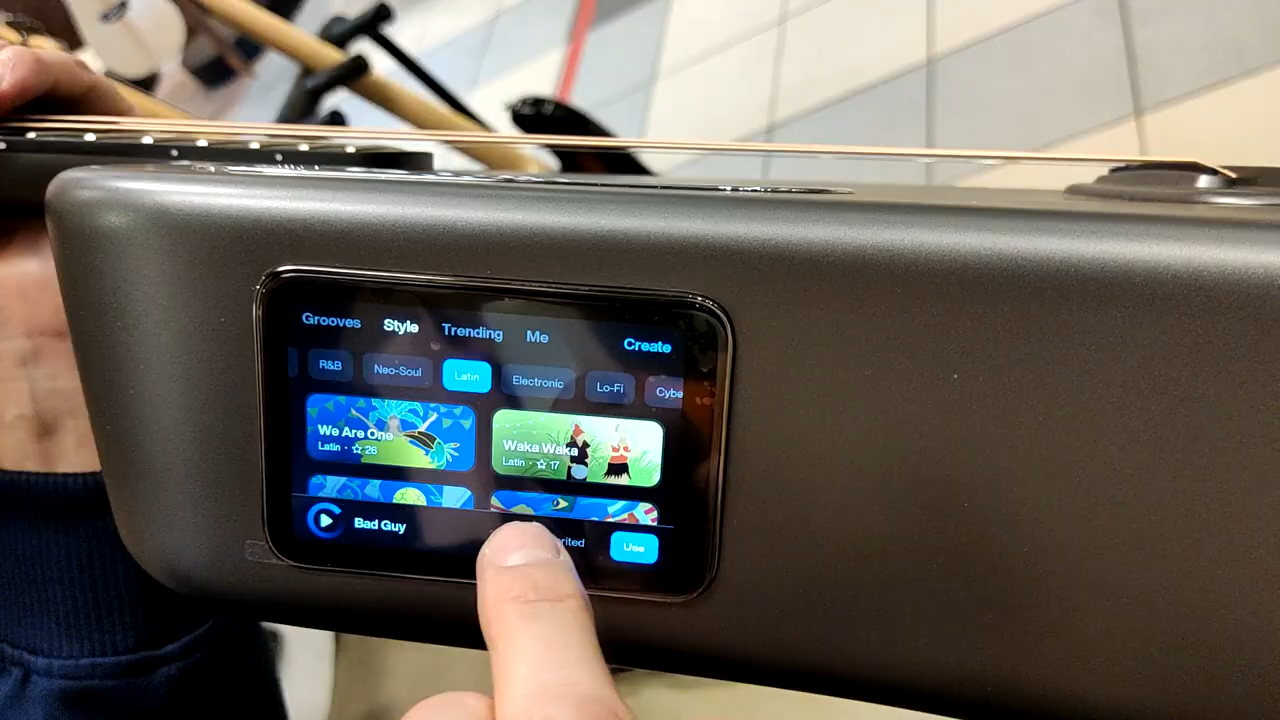 Grooves Style Trending Me Create
R&B Neo-Soul Latin Electronic Lo-Fi Cybe
We Are One
Latin · ☆ 26
Waka Waka
Latin · ☆ 17
Bad Guy
Use